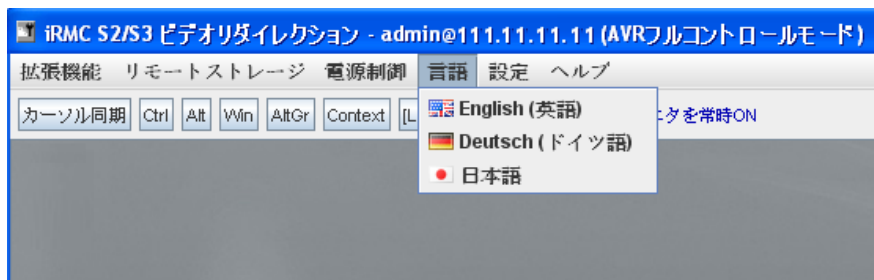 iRMC S2/S3 ビデオリダイレクション - admin@111.11.11.11 (AVRフルコントロールモード)
拡張機能 リモートストレージ 電源制御 言語 設定 ヘルプ
カーソル同期 Ctrl Alt Win AltGr Context [L ニタを常時ON
English (英語)
Deutsch (ドイツ語)
日本語